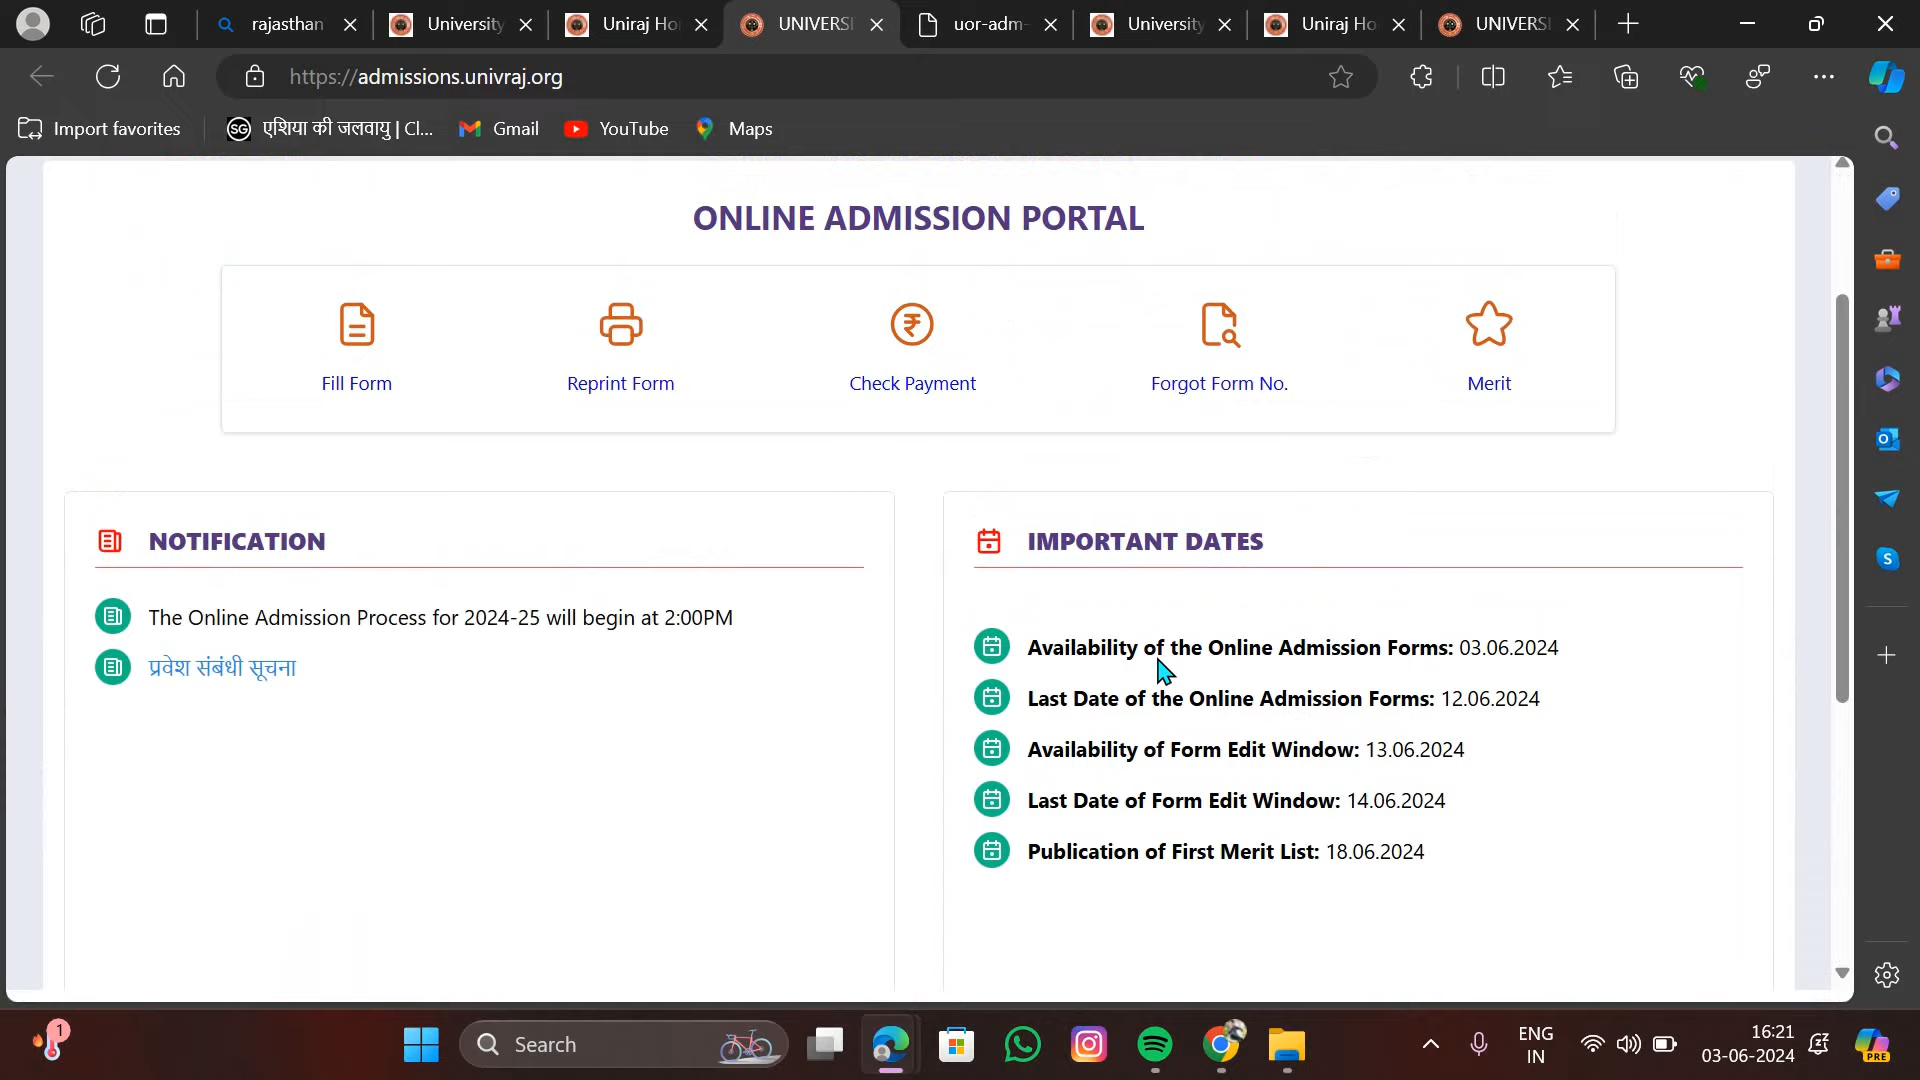 rajasthan
University
Uniraj Ho
UNIVERSI
uor-adm-
University
Uniraj Ho
UNIVERSI
https://admissions.univraj.org
Import favorites
SG
एशिया की जलवायु | Cl...
Gmail
YouTube
Maps
ONLINE ADMISSION PORTAL
Fill Form
Reprint Form
Check Payment
Forgot Form No.
Merit
NOTIFICATION
The Online Admission Process for 2024-25 will begin at 2:00PM
प्रवेश संबंधी सूचना
IMPORTANT DATES
Availability of the Online Admission Forms: 03.06.2024
Last Date of the Online Admission Forms: 12.06.2024
Availability of Form Edit Window: 13.06.2024
Last Date of Form Edit Window: 14.06.2024
Publication of First Merit List: 18.06.2024
1
Search
ENG
IN
16:21
03-06-2024
PRE